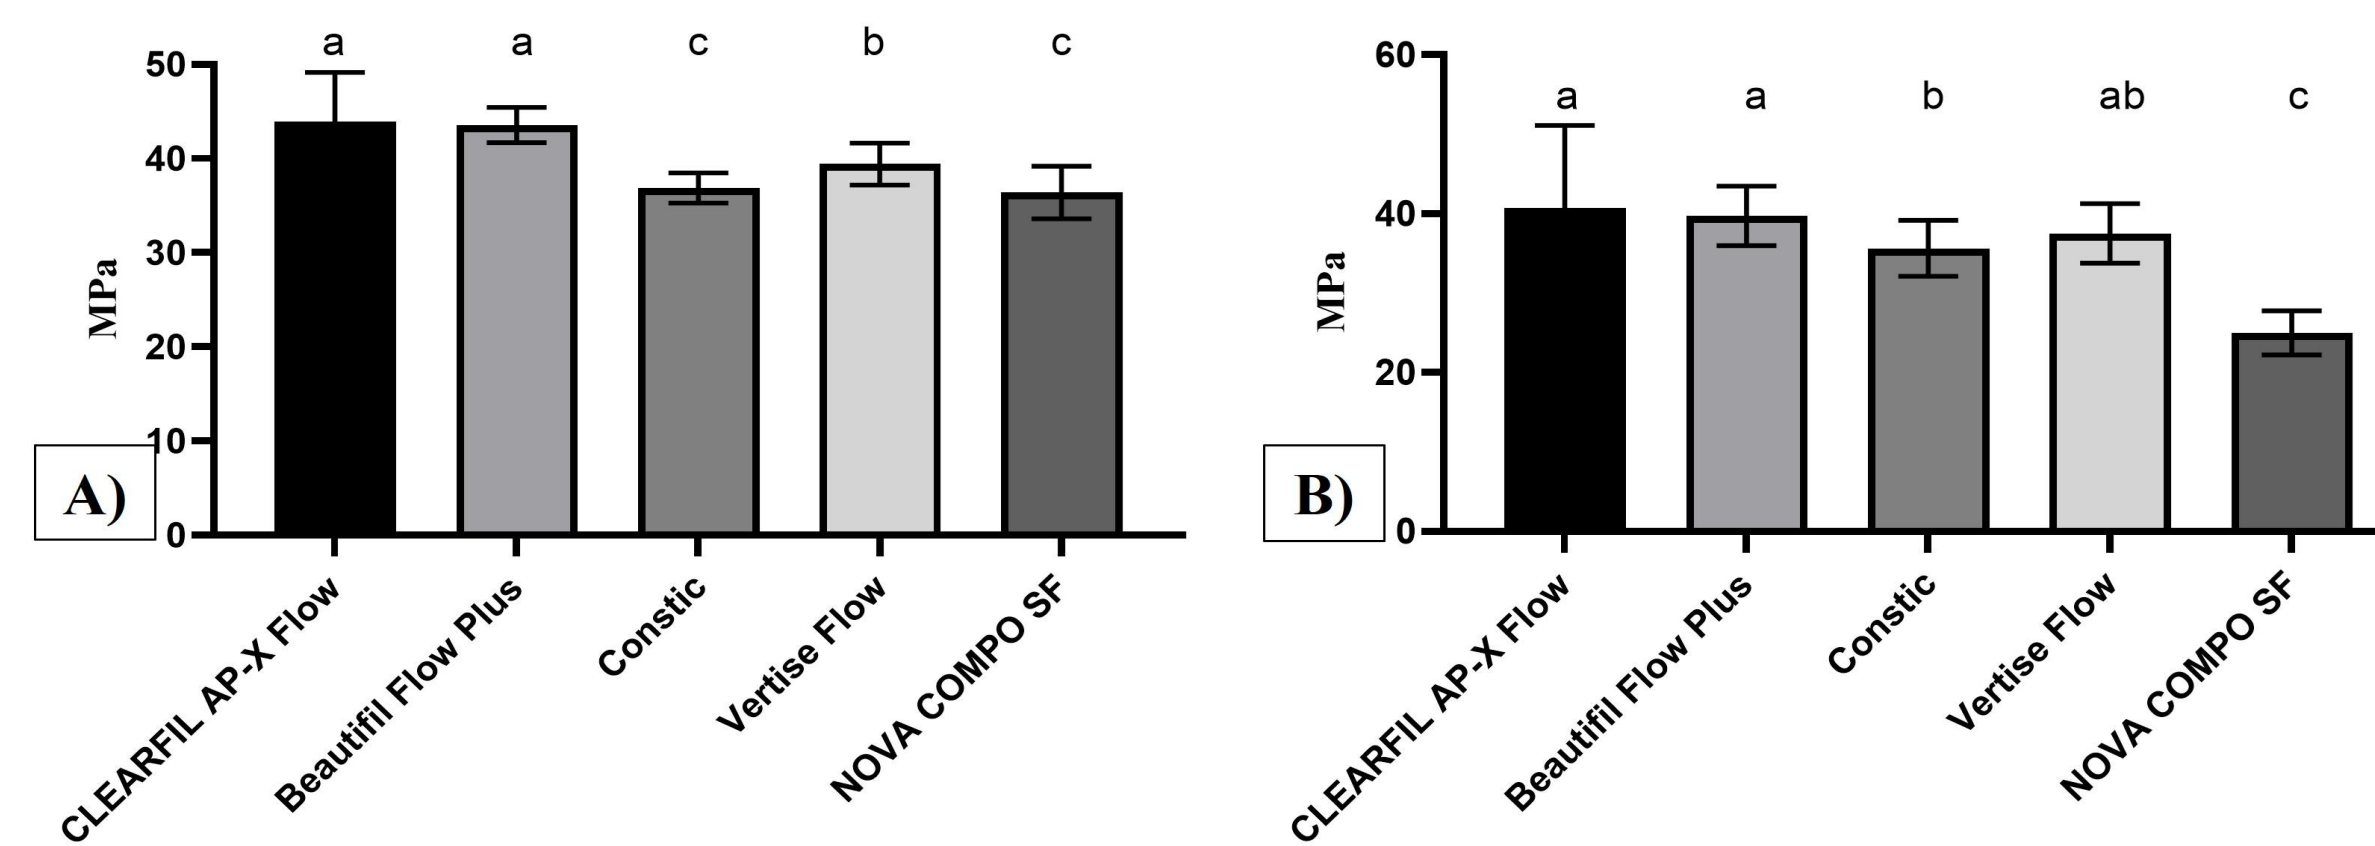 a a c b c
50
40
30
20
10
0
MPa
A)
CLEARFIL AP-X Flow
Beautifil Flow Plus
Constic
Vertise Flow
NOVA COMPO SF
a a b ab c
60
40
20
0
MPa
B)
CLEARFIL AP-X Flow
Beautifil Flow Plus
Constic
Vertise Flow
NOVA COMPO SF